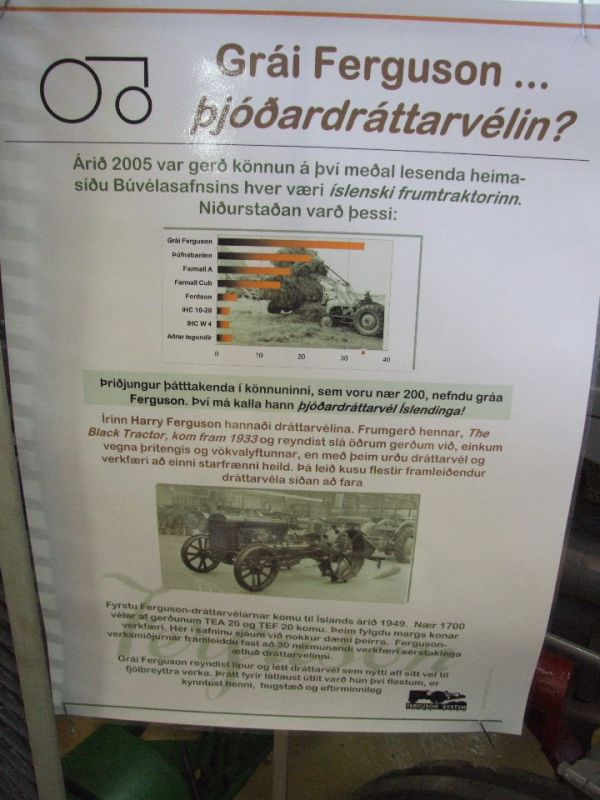 Grái Ferguson ...
þjóðardráttarvélin?
Árið 2005 var gerð könnun á því meðal lesenda heima-
síðu Búvélasafnsins hver væri íslenski frumtraktorinn.
Niðurstaðan varð þessi:
Grái Ferguson
Þúfnabaninn
Farmall A
Farmall Cub
Fordson
IHC 10-20
IHC W 4
Aðrar tegundir
0 10 20 30 40
Þriðjungur þátttakenda í könnuninni, sem voru nær 200, nefndu gráa
Ferguson. Því má kalla hann þjóðardráttarvél Íslendinga!
Írinn Harry Ferguson hannaði dráttarvélina. Frumgerð hennar, The
Black Tractor, kom fram 1933 og reyndist slá öðrum gerðum við, einkum
vegna þrítengis og vökvalyftunnar, en með þeim urðu dráttarvél og
verkfæri að einni starfrænni heild. Þá leið kusu flestir framleiðendur
dráttarvéla síðan að fara
Fyrstu Ferguson-dráttarvélarnar komu til Íslands árið 1949. Nær 1700
vélar af gerðunum TEA 20 og TEF 20 komu. Þeim fylgdu margs konar
verkfæri. Hér í safninu sjáum við nokkur dæmi þeirra. Ferguson-
verksmiðjurnar framleiddu fast að 30 mismunandi verkfæri sérstaklega
ætluð dráttarvélinni.
Grái Ferguson reyndist lipur og létt dráttarvél sem nýtti afl sitt vel til
fjölbreyttra verka. Þrátt fyrir látlaust útlit varð hún því flestum, er
kynntust henni, hugstæð og eftirminnileg
FERGUSON SYSTEM